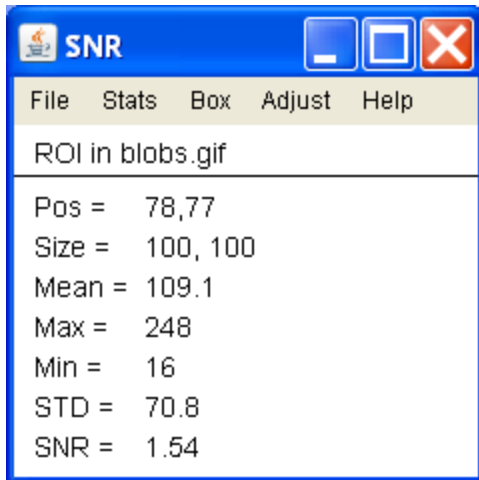 SNR
File Stats Box Adjust Help
ROI in blobs.gif
Pos = 78,77
Size = 100, 100
Mean = 109.1
Max = 248
Min = 16
STD = 70.8
SNR = 1.54